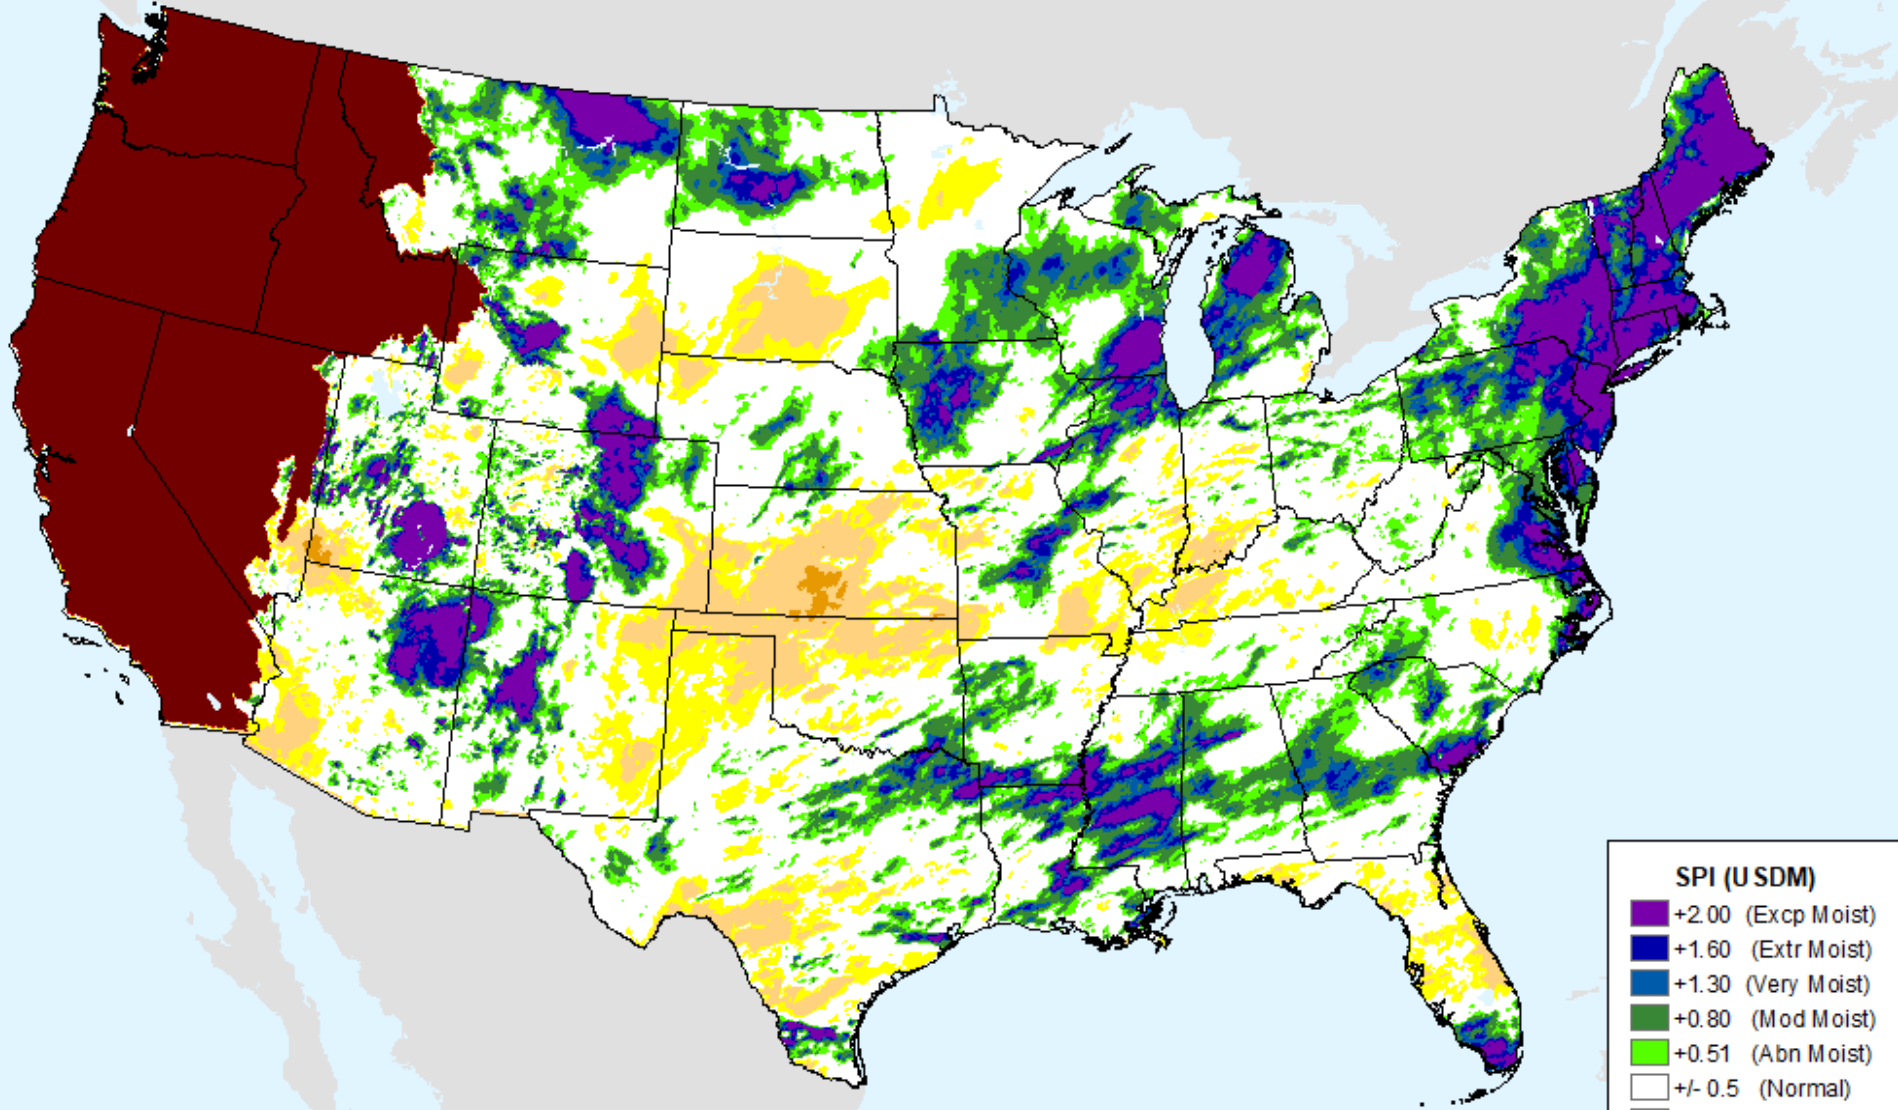 SPI (USDM)
+2.00 (Excp Moist)
+1.60 (Extr Moist)
+1.30 (Very Moist)
+0.80 (Mod Moist)
+0.51 (Abn Moist)
+/- 0.5 (Normal)